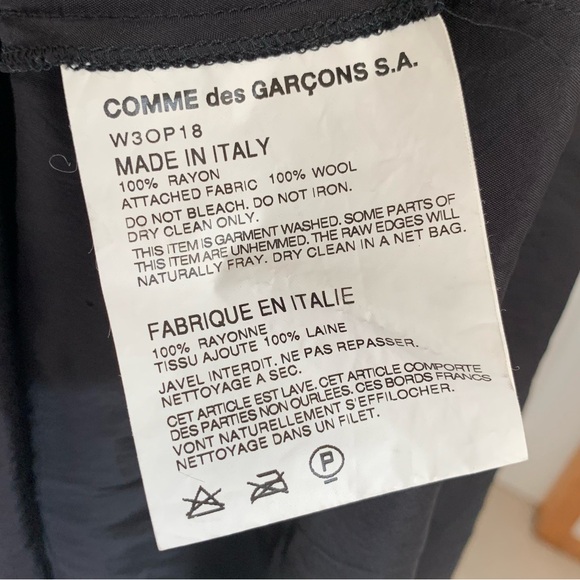 COMME des GARÇONS S.A.
W3OP18
MADE IN ITALY
100% RAYON
ATTACHED FABRIC 100% WOOL
DO NOT BLEACH. DO NOT IRON.
DRY CLEAN ONLY.
THIS ITEM IS GARMENT WASHED. SOME PARTS OF
THIS ITEM ARE UNHEMMED. THE RAW EDGES WILL
NATURALLY FRAY. DRY CLEAN IN A NET BAG.
FABRIQUE EN ITALIE
100% RAYONNE
TISSU AJOUTE 100% LAINE
JAVEL INTERDIT. NE PAS REPASSER.
NETTOYAGE A SEC.
CET ARTICLE EST LAVE. CET ARTICLE COMPORTE
DES PARTIES NON OURLEES. CES BORDS FRANCS
VONT NATURELLEMENT S'EFFILOCHER.
NETTOYAGE DANS UN FILET.
P